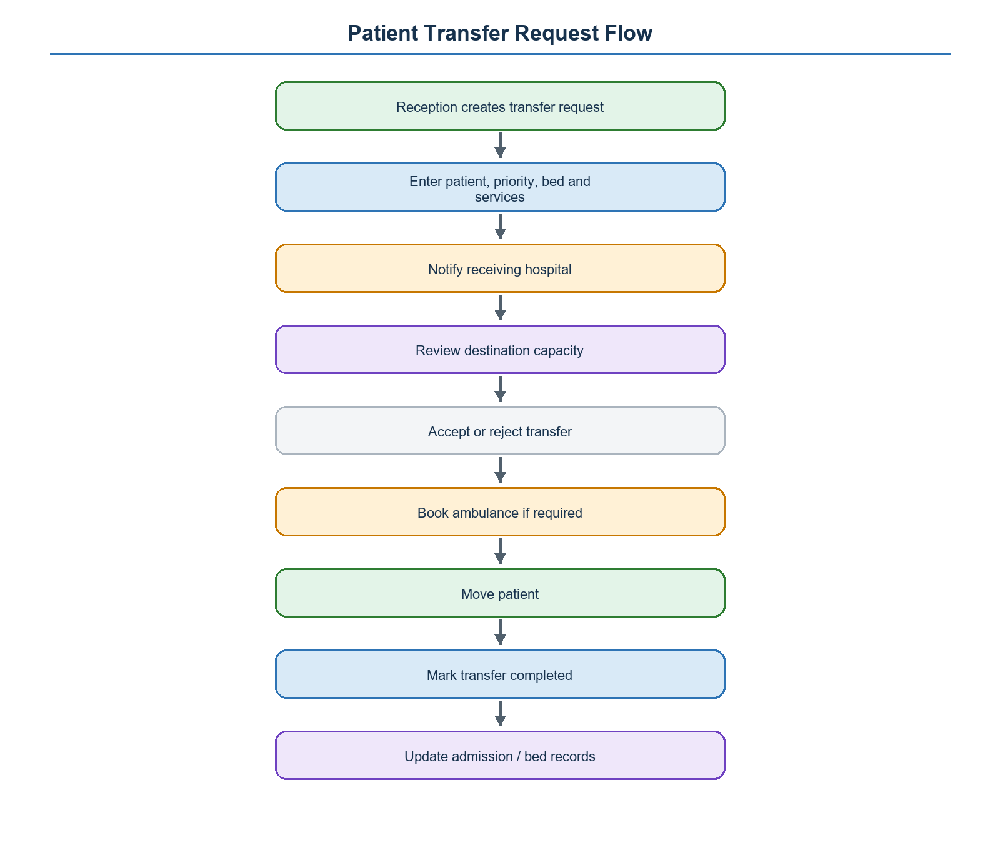 Patient Transfer Request Flow
Reception creates transfer request
Enter patient, priority, bed and
services
Notify receiving hospital
Review destination capacity
Accept or reject transfer
Book ambulance if required
Move patient
Mark transfer completed
Update admission / bed records